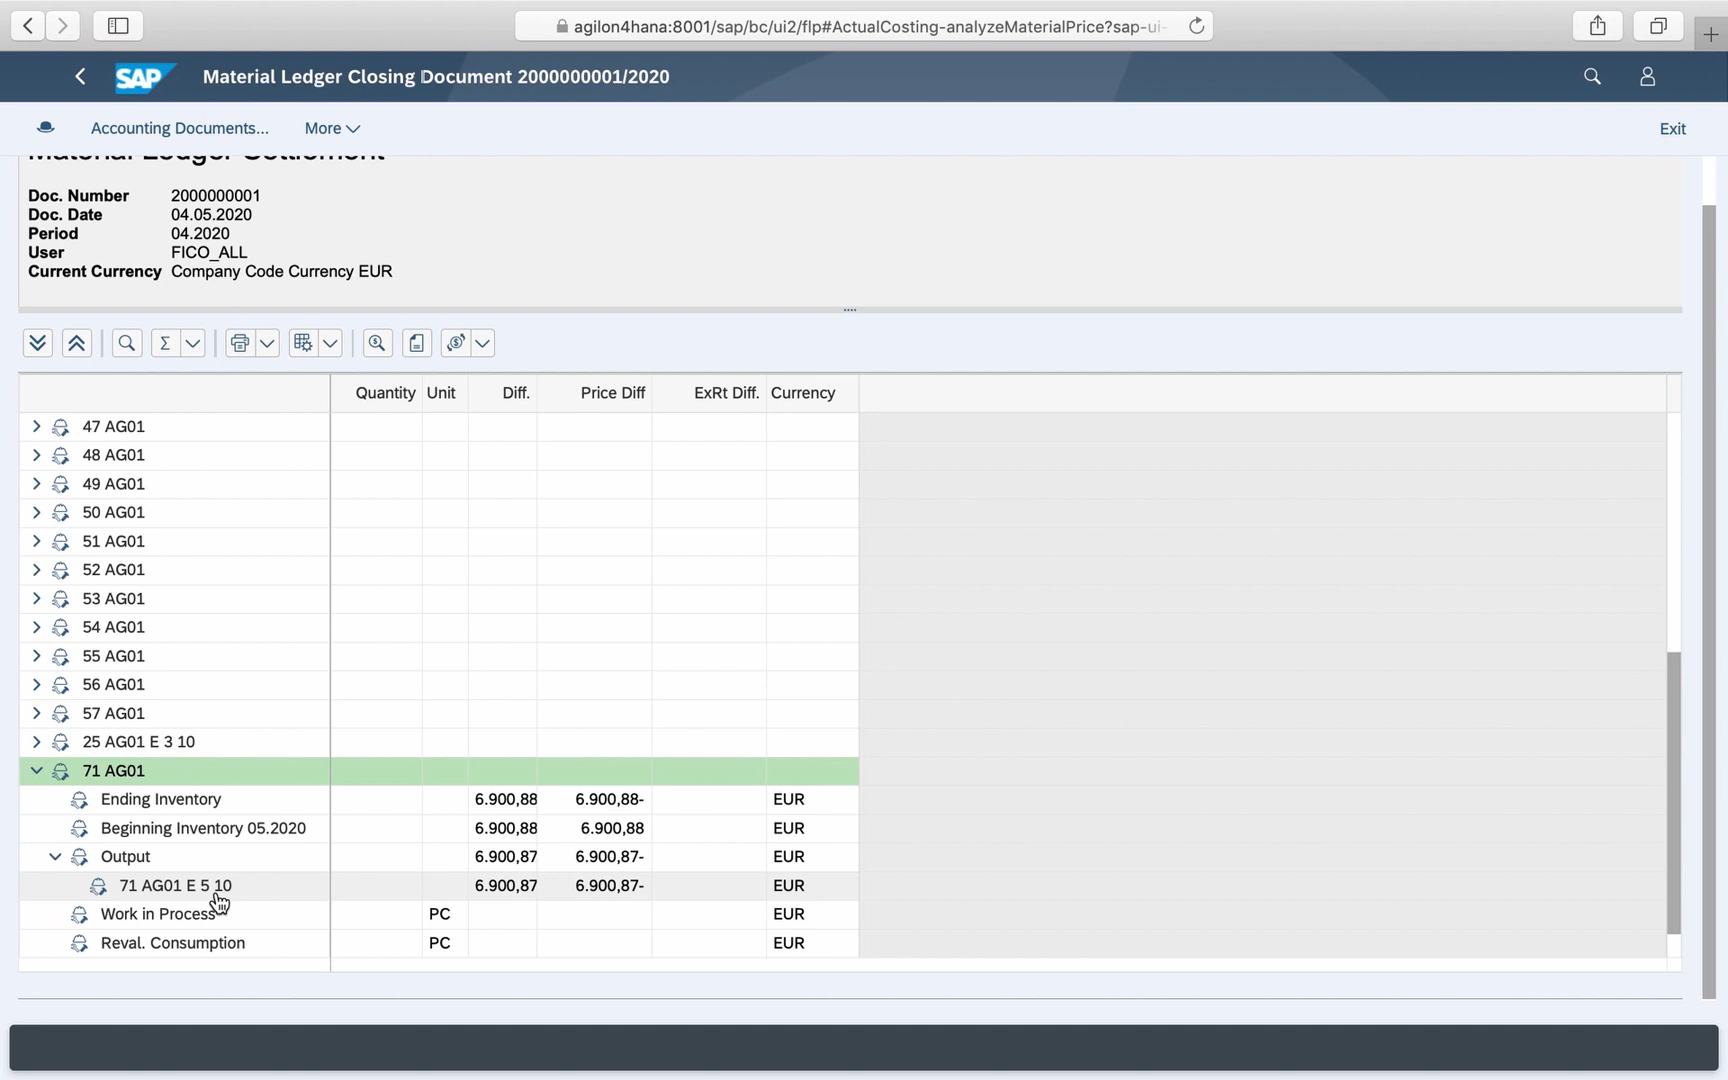 agilon4hana:8001/sap/bc/ui2/flp#ActualCosting-analyzeMaterialPrice?sap-ui-
SAP Material Ledger Closing Document 2000000001/2020
Accounting Documents... More Exit
Material Ledger Settlement
Doc. Number 2000000001
Doc. Date 04.05.2020
Period 04.2020
User FICO_ALL
Current Currency Company Code Currency EUR
Quantity Unit Diff. Price Diff ExRt Diff. Currency
47 AG01
48 AG01
49 AG01
50 AG01
51 AG01
52 AG01
53 AG01
54 AG01
55 AG01
56 AG01
57 AG01
25 AG01 E 3 10
71 AG01
Ending Inventory 6.900,88 6.900,88- EUR
Beginning Inventory 05.2020 6.900,88 6.900,88 EUR
Output 6.900,87 6.900,87- EUR
71 AG01 E 5 10 6.900,87 6.900,87- EUR
Work in Process PC EUR
Reval. Consumption PC EUR